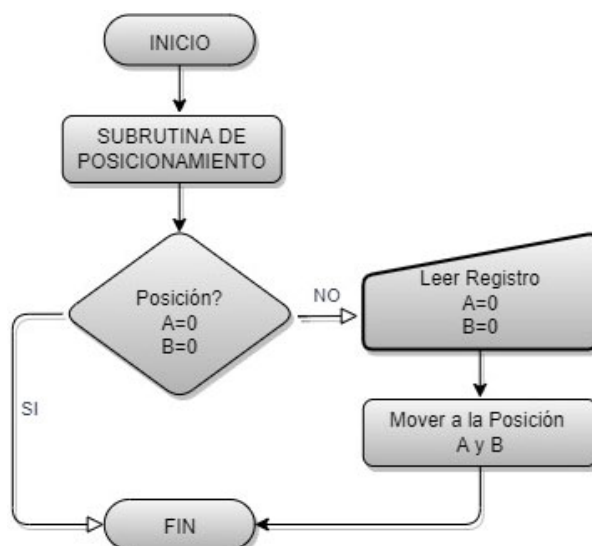 INICIO
SUBRUTINA DE
POSICIONAMIENTO
Posición?
A=0
B=0
NO
Leer Registro
A=0
B=0
SI
Mover a la Posición
A y B
FIN